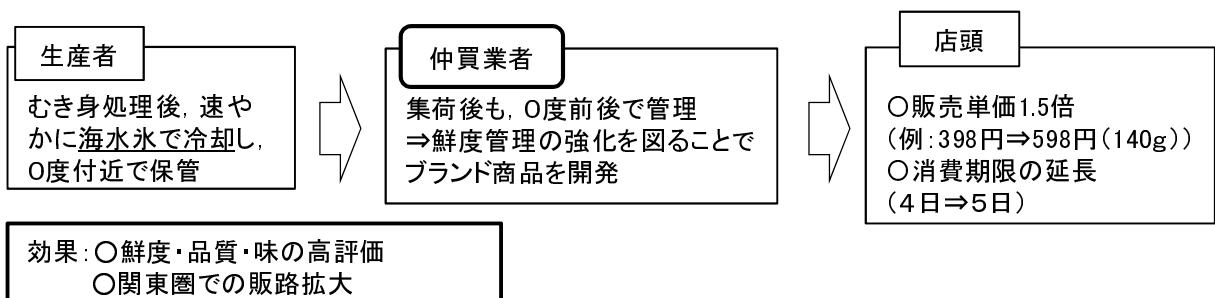 生産者
むき身処理後，速や
かに海水氷で冷却し，
０度付近で保管
仲買業者
集荷後も，０度前後で管理
⇒鮮度管理の強化を図ることで
ブランド商品を開発
店頭
○販売単価1.5倍
（例：398円⇒598円（140g））
○消費期限の延長
（４日⇒５日）
効果：○鮮度・品質・味の高評価
○関東圏での販路拡大